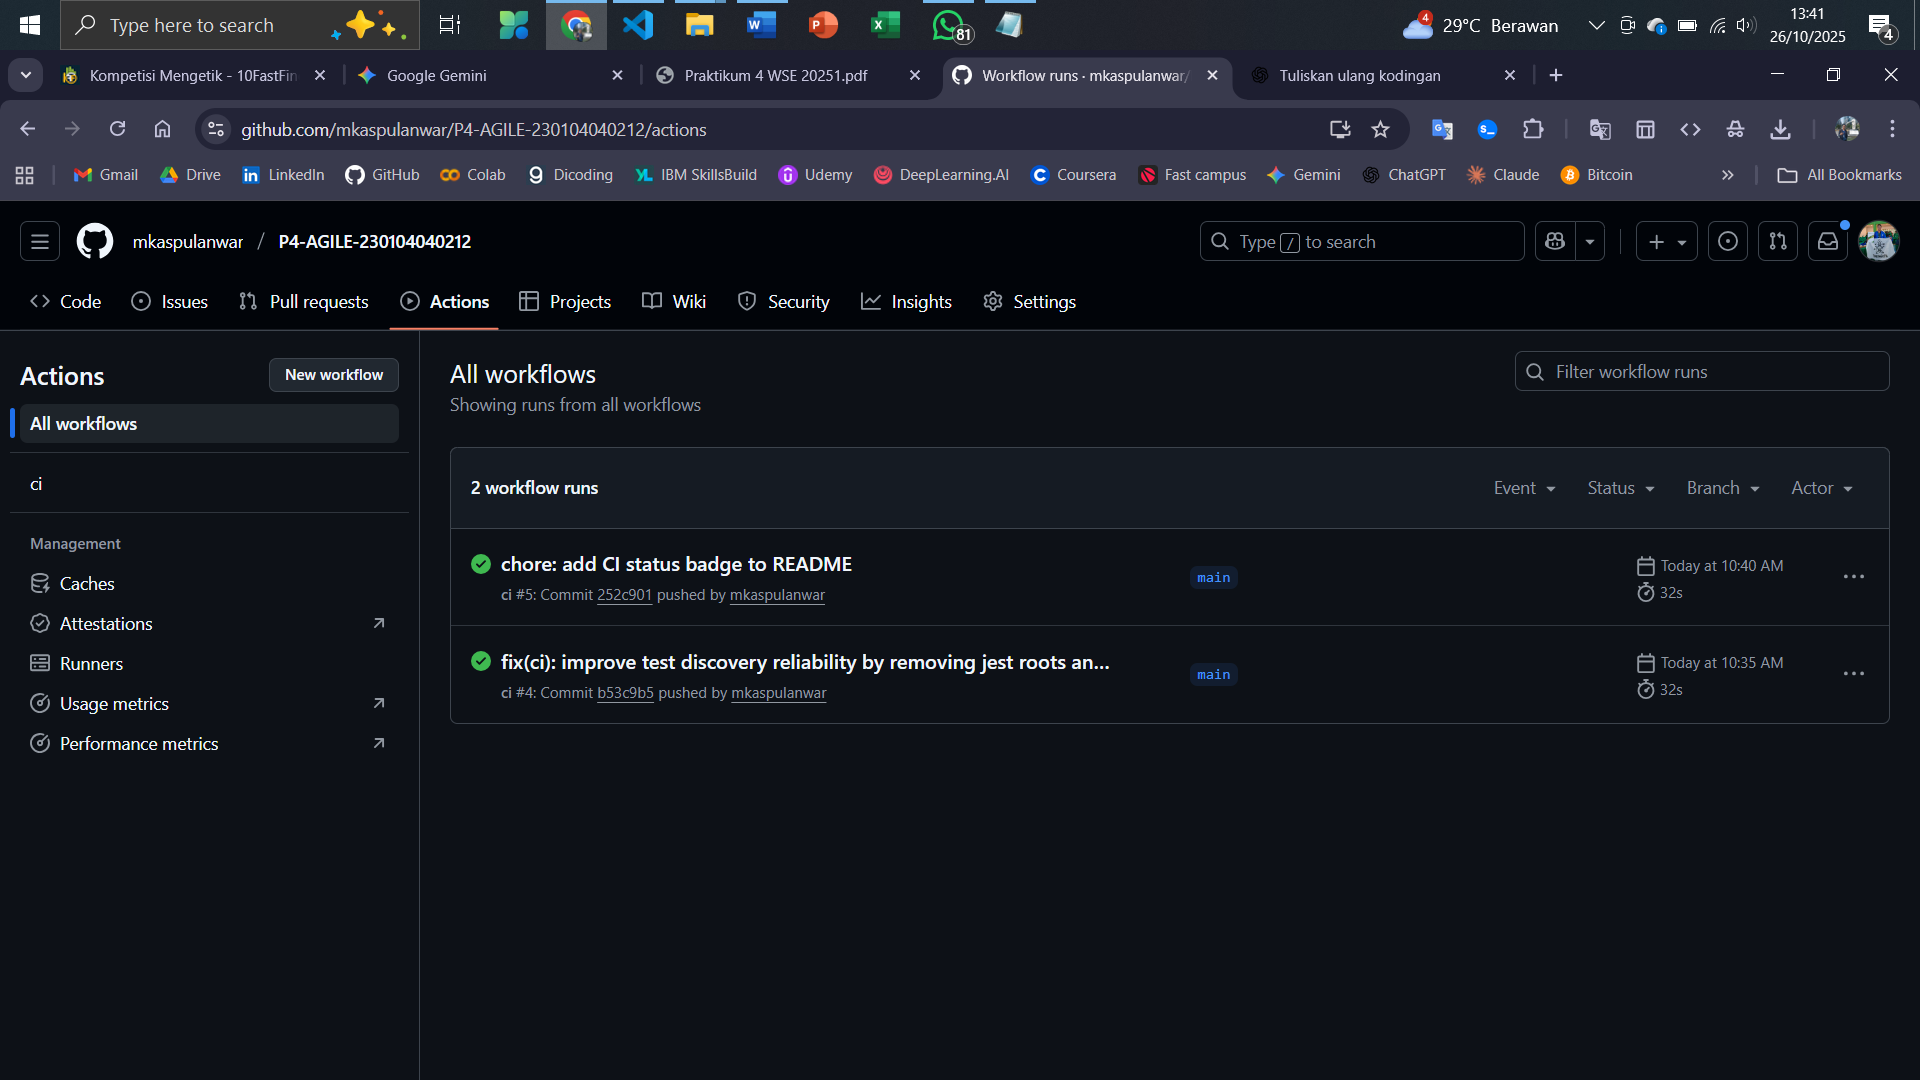 Type here to search
81
4
29°C Berawan
13:41
26/10/2025
4
Kompetisi Mengetik - 10FastFin
Google Gemini
Praktikum 4 WSE 20251.pdf
Workflow runs · mkaspulanwar/
Tuliskan ulang kodingan
github.com/mkaspulanwar/P4-AGILE-230104040212/actions
Gmail
Drive
LinkedIn
GitHub
Colab
Dicoding
IBM SkillsBuild
Udemy
DeepLearning.AI
Coursera
Fast campus
Gemini
ChatGPT
Claude
Bitcoin
All Bookmarks
mkaspulanwar / P4-AGILE-230104040212
Type / to search
Code
Issues
Pull requests
Actions
Projects
Wiki
Security
Insights
Settings
Actions
New workflow
All workflows
ci
Management
Caches
Attestations
Runners
Usage metrics
Performance metrics
All workflows
Showing runs from all workflows
Filter workflow runs
2 workflow runs
Event
Status
Branch
Actor
chore: add CI status badge to README
ci #5: Commit 252c901 pushed by mkaspulanwar
main
Today at 10:40 AM
32s
fix(ci): improve test discovery reliability by removing jest roots an...
ci #4: Commit b53c9b5 pushed by mkaspulanwar
main
Today at 10:35 AM
32s